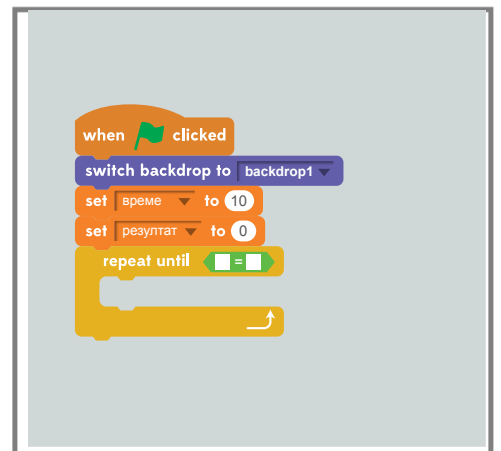 when clicked
switch backdrop to backdrop1
set време to 10
set резултат to 0
repeat until =